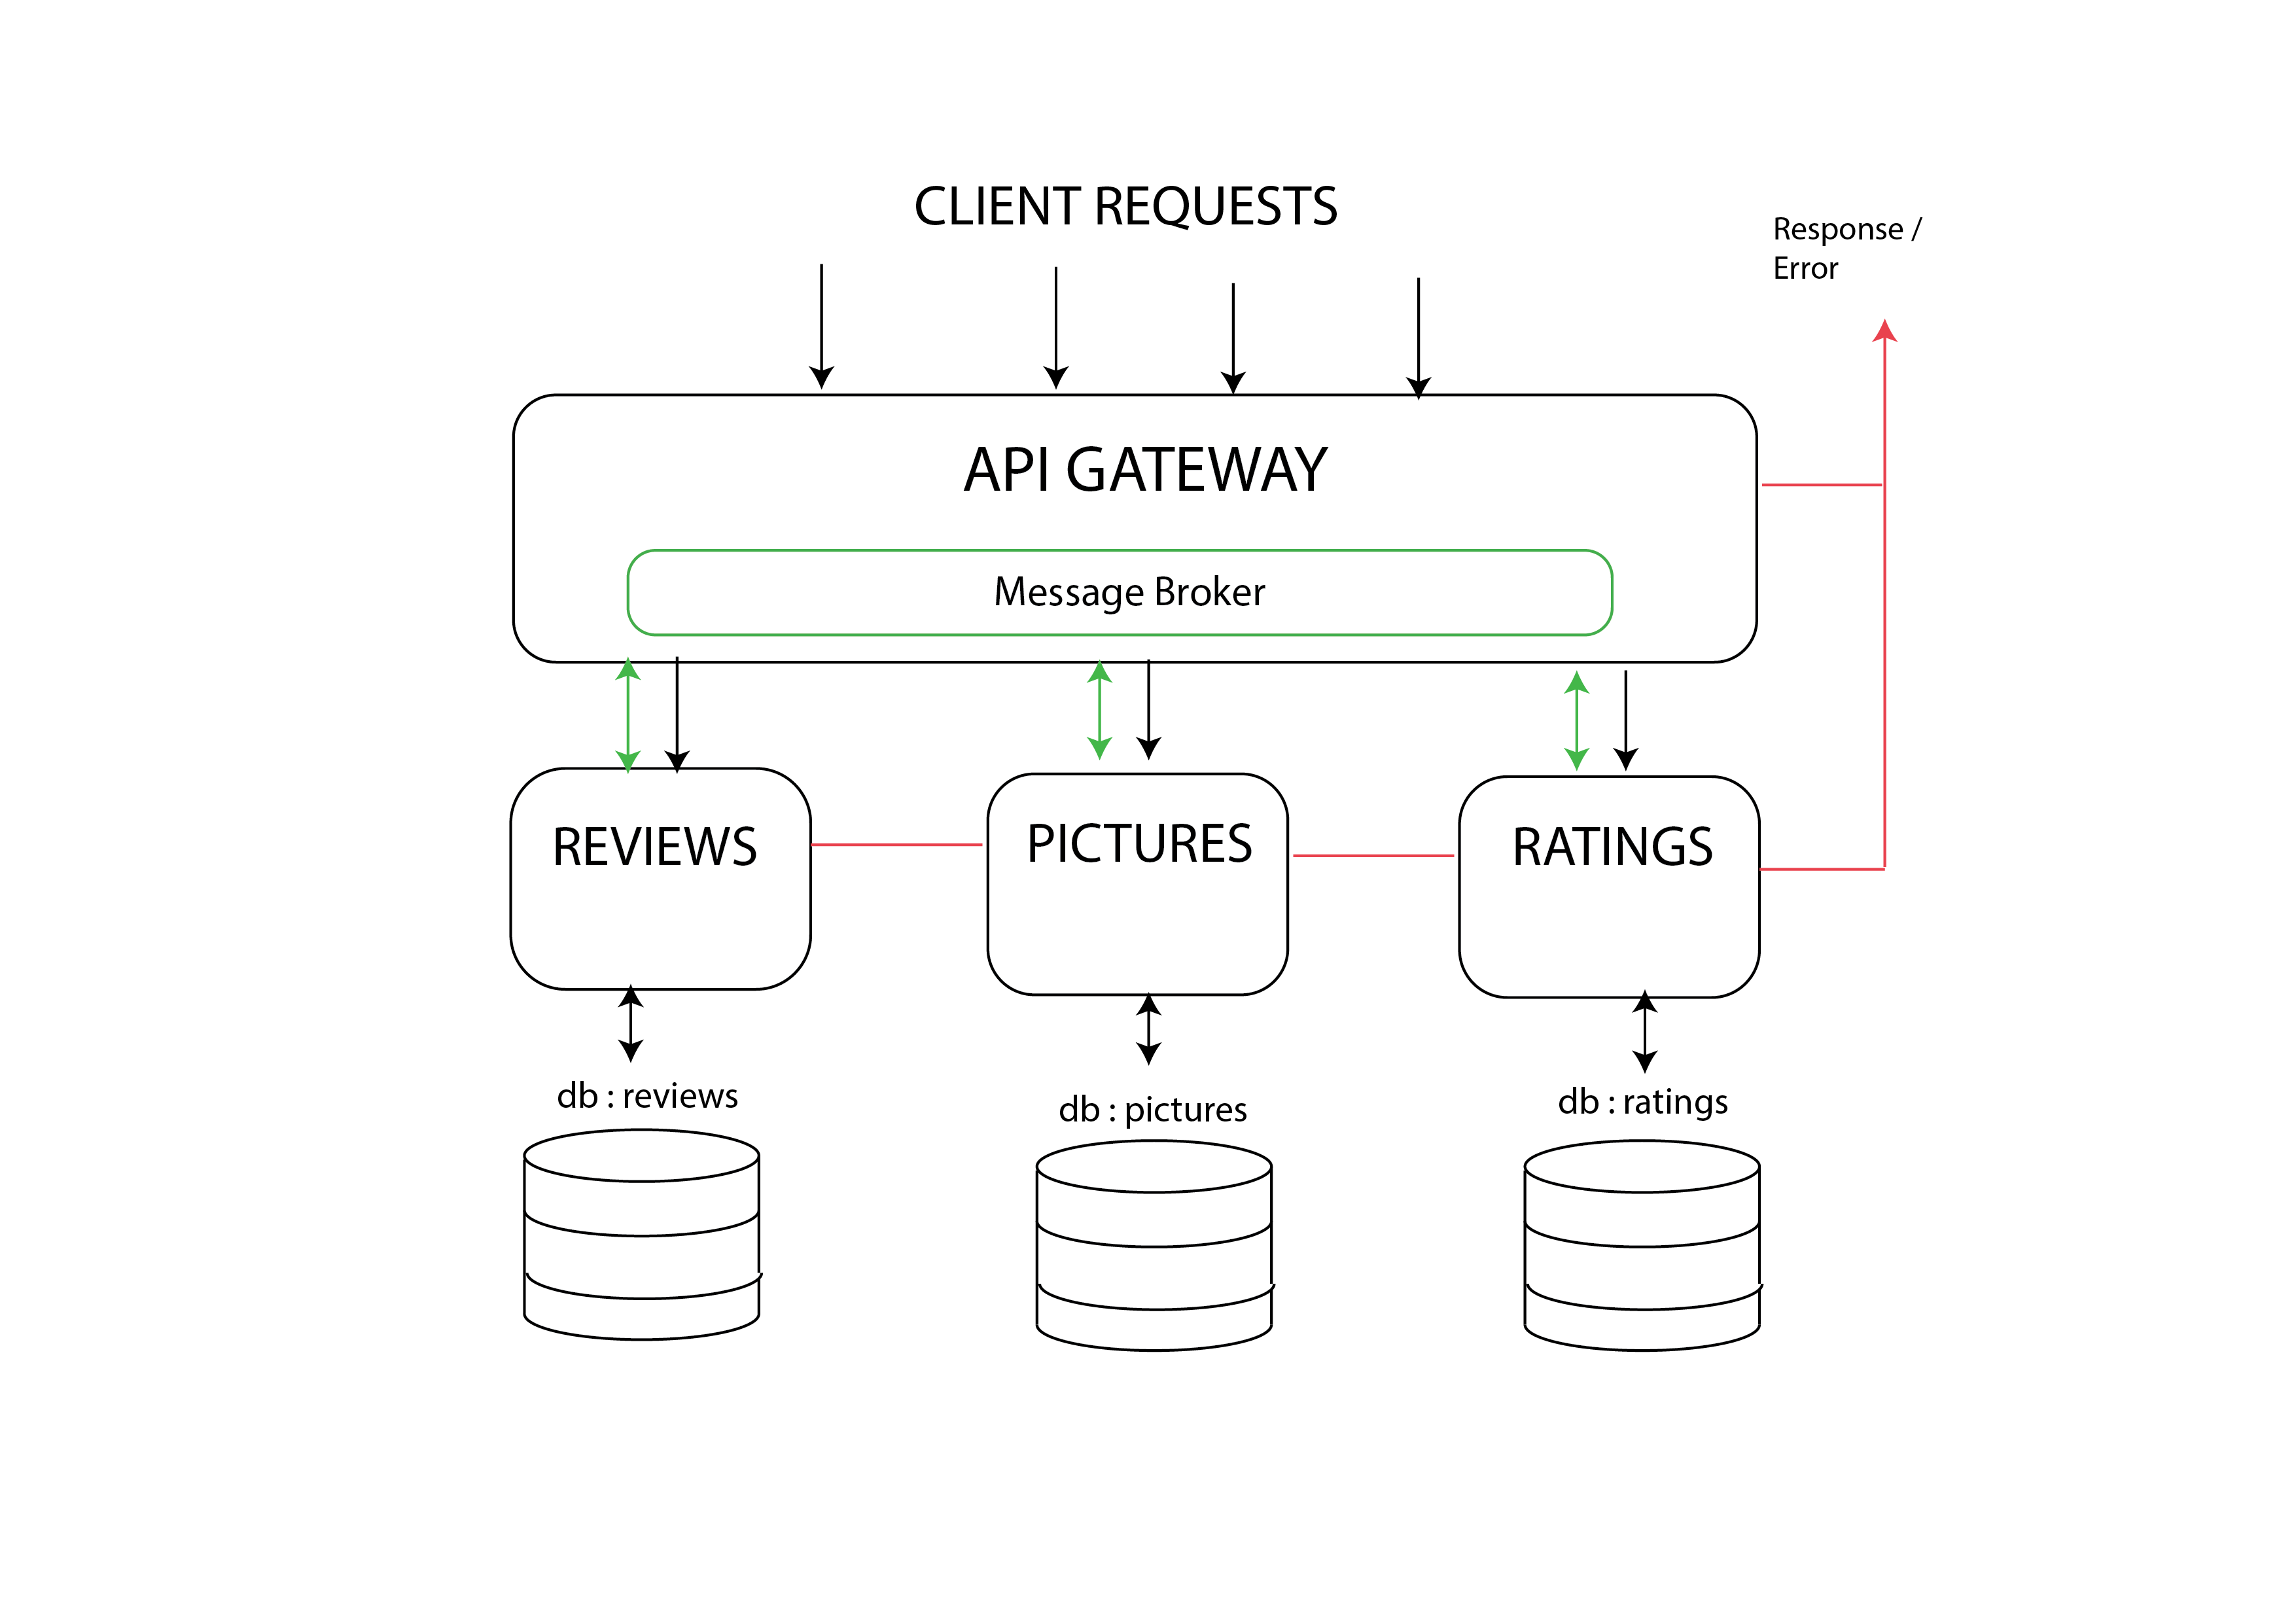 CLIENT REQUESTS
Response /
Error
API GATEWAY
Message Broker
REVIEWS
PICTURES
RATINGS
db : reviews
db : pictures
db : ratings